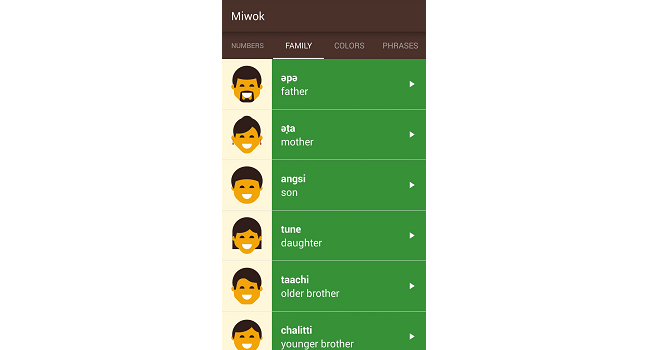 Miwok
NUMBERS FAMILY COLORS PHRASES
əpə
father
əṭa
mother
angsi
son
tune
daughter
taachi
older brother
chalitti
younger brother